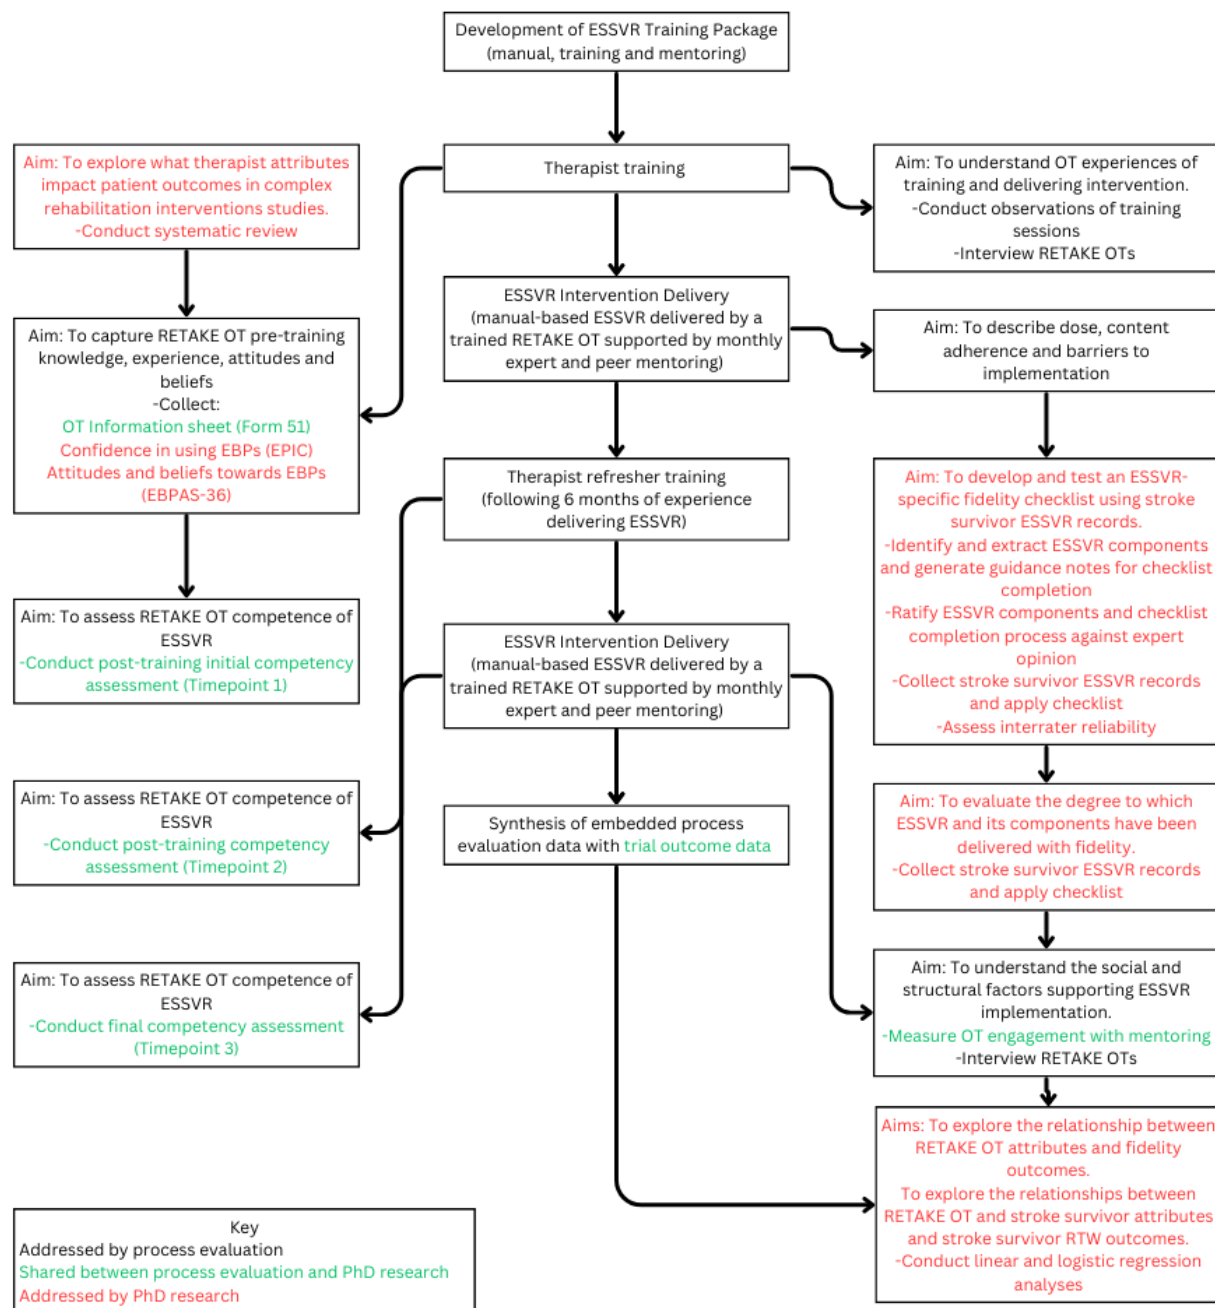 Development of ESSVR Training Package
(manual, training and mentoring)
Aim: To explore what therapist attributes
impact patient outcomes in complex
rehabilitation interventions studies.
-Conduct systematic review
Therapist training
Aim: To understand OT experiences of
training and delivering intervention.
-Conduct observations of training
sessions
-Interview RETAKE OTs
Aim: To capture RETAKE OT pre-training
knowledge, experience, attitudes and
beliefs
-Collect:
OT Information sheet (Form 51)
Confidence in using EBPs (EPIC)
Attitudes and beliefs towards EBPs
(EBPAS-36)
ESSVR Intervention Delivery
(manual-based ESSVR delivered by a
trained RETAKE OT supported by monthly
expert and peer mentoring)
Aim: To describe dose, content
adherence and barriers to
implementation
Therapist refresher training
(following 6 months of experience
delivering ESSVR)
Aim: To develop and test an ESSVR-
specific fidelity checklist using stroke
survivor ESSVR records.
-Identify and extract ESSVR components
and generate guidance notes for checklist
completion
-Ratify ESSVR components and checklist
completion process against expert
opinion
-Collect stroke survivor ESSVR records
and apply checklist
-Assess interrater reliability
Aim: To assess RETAKE OT competence of
ESSVR
-Conduct post-training initial competency
assessment (Timepoint 1)
ESSVR Intervention Delivery
(manual-based ESSVR delivered by a
trained RETAKE OT supported by monthly
expert and peer mentoring)
Aim: To assess RETAKE OT competence of
ESSVR
-Conduct post-training competency
assessment (Timepoint 2)
Synthesis of embedded process
evaluation data with trial outcome data
Aim: To evaluate the degree to which
ESSVR and its components have been
delivered with fidelity.
-Collect stroke survivor ESSVR records
and apply checklist
Aim: To assess RETAKE OT competence of
ESSVR
-Conduct final competency assessment
(Timepoint 3)
Aim: To understand the social and
structural factors supporting ESSVR
implementation.
-Measure OT engagement with mentoring
-Interview RETAKE OTs
Aims: To explore the relationship between
RETAKE OT attributes and fidelity
outcomes.
To explore the relationships between
RETAKE OT and stroke survivor attributes
and stroke survivor RTW outcomes.
-Conduct linear and logistic regression
analyses
Key
Addressed by process evaluation
Shared between process evaluation and PhD research
Addressed by PhD research